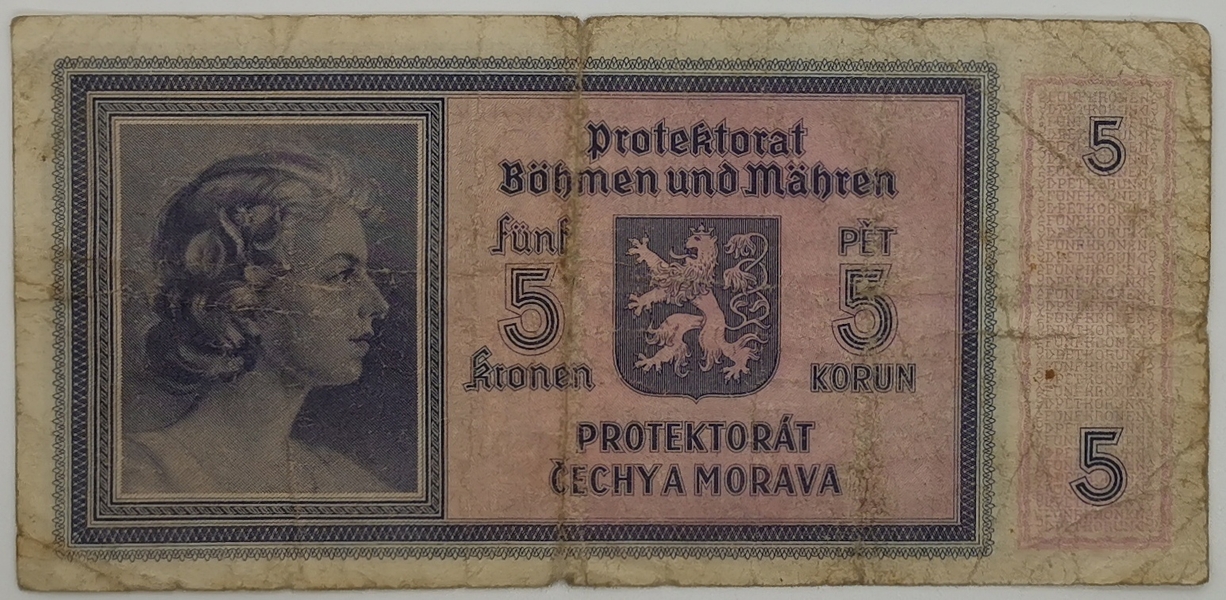 Protektorat
Böhmen und Mähren
fünf
5
Kronen
PĚT
5
KORUN
PROTEKTORÁT
ČECHY A MORAVA
5
5